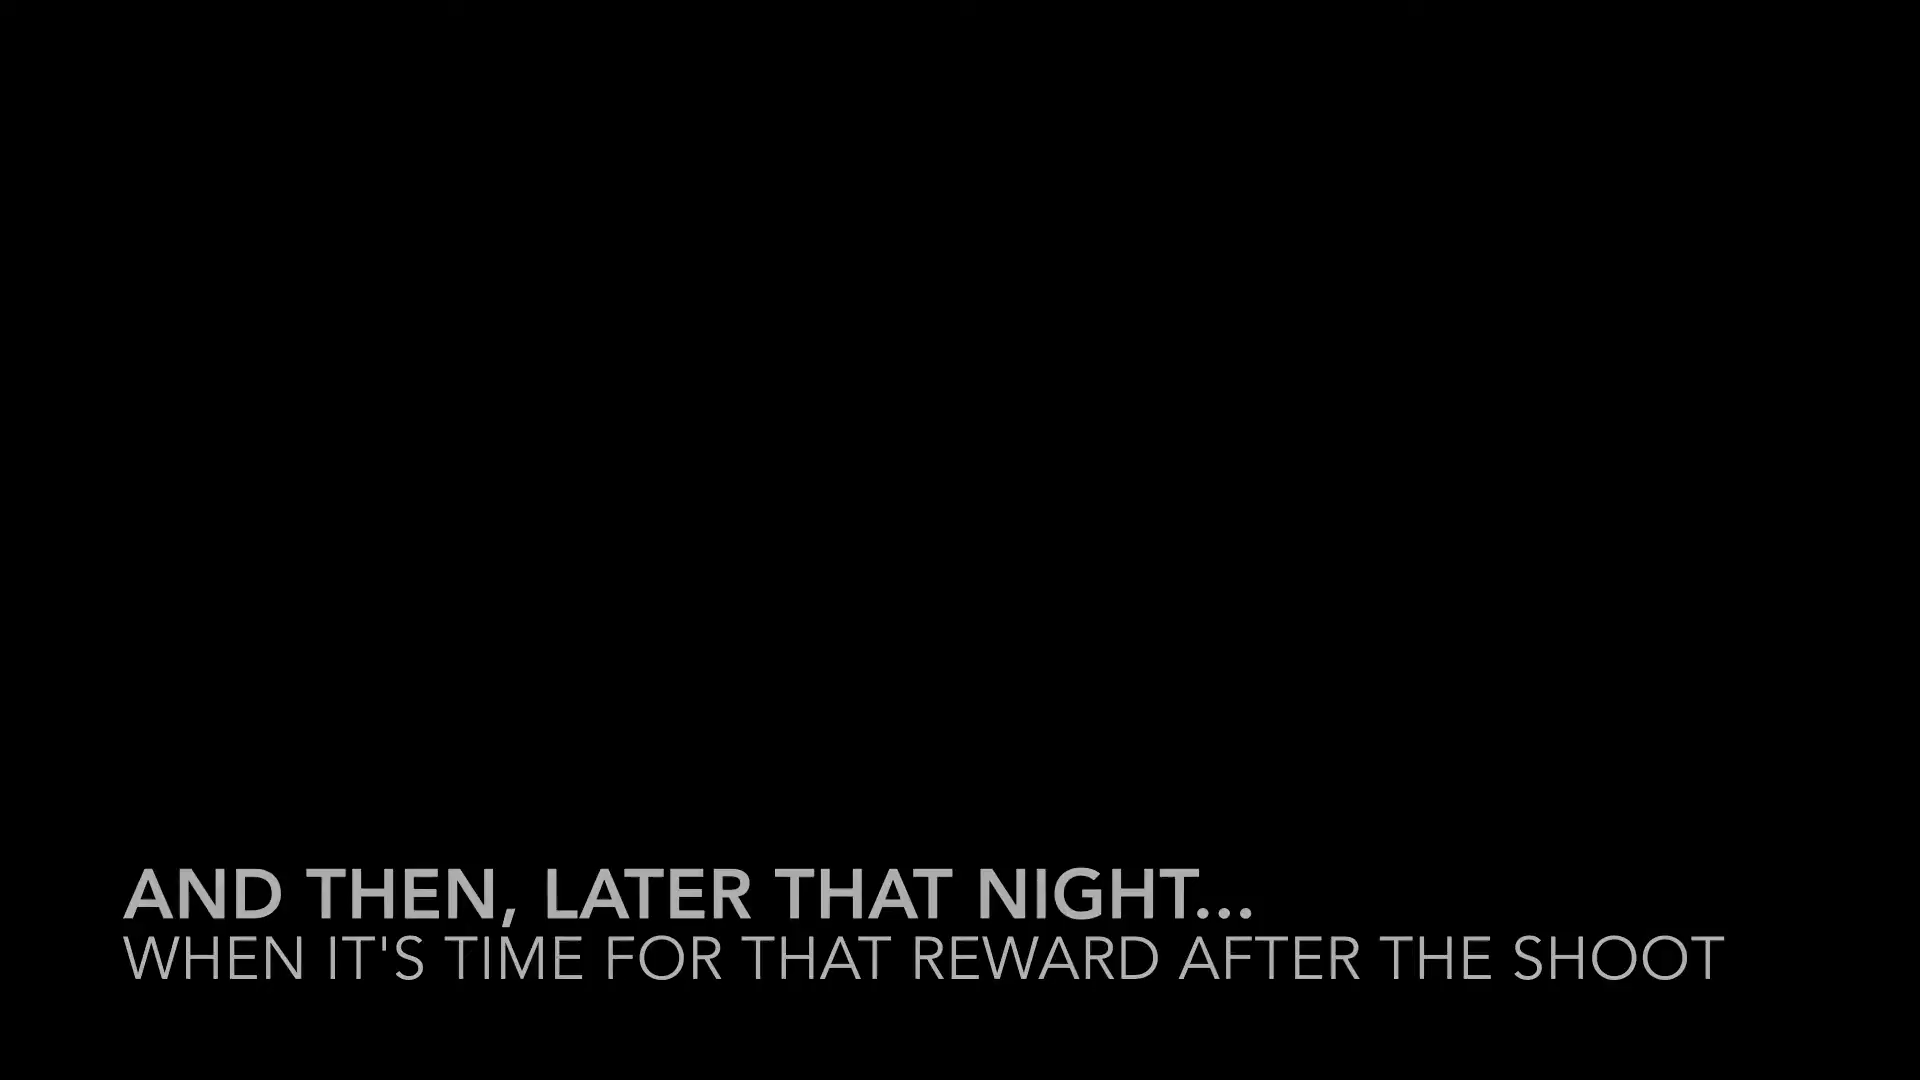 AND THEN, LATER THAT NIGHT...
WHEN IT'S TIME FOR THAT REWARD AFTER THE SHOOT